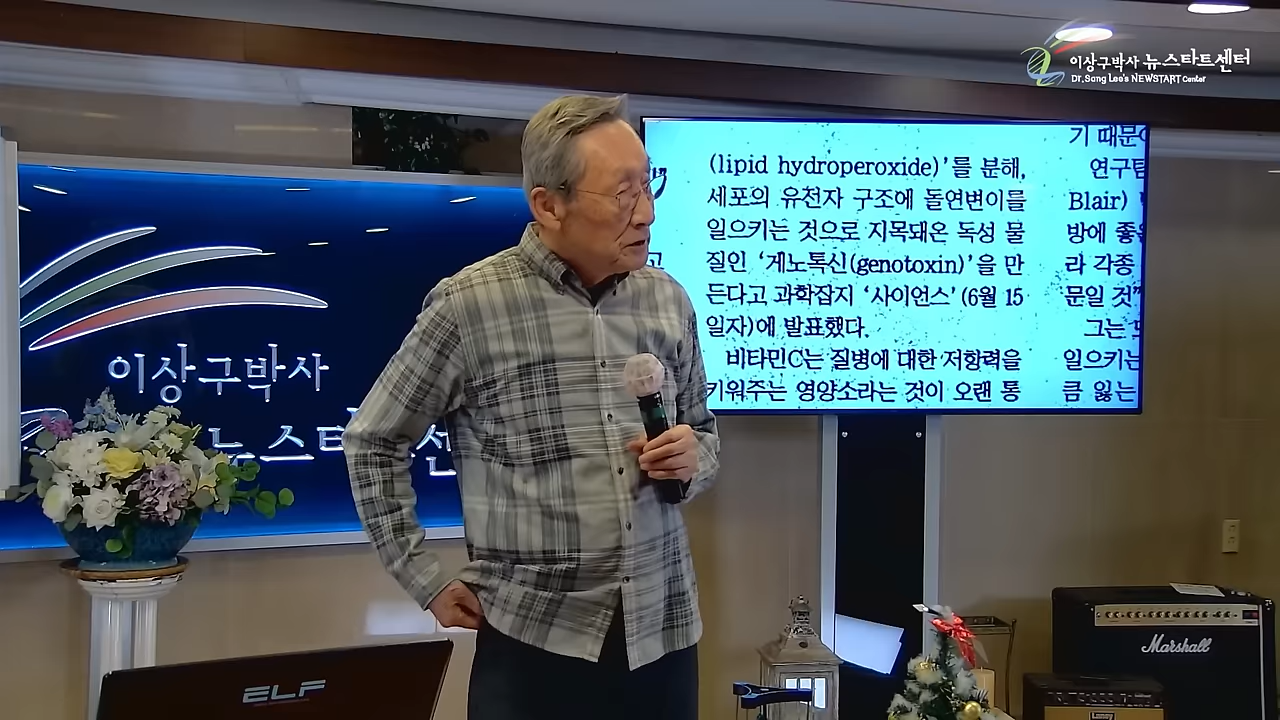 이상구박사 뉴스타트센터
Dr. Sang Lee's NEWSTART Center
이상구박사
뉴스타
센
(lipid hydroperoxide)’를 분해,
세포의 유전자 구조에 돌연변이를
일으키는 것으로 지목돼온 독성 물
질인 ‘게노톡신(genotoxin)’을 만
든다고 과학잡지 ‘사이언스’(6월 15
일자)에 발표했다.
비타민C는 질병에 대한 저항력을
키워주는 영양소라는 것이 오랜 통
기 때문
연구팀
Blair)
방에 좋은
라 각종
문일 것”
그는 또
일으키는
큼 잃는
ELF
Marshall
Laney